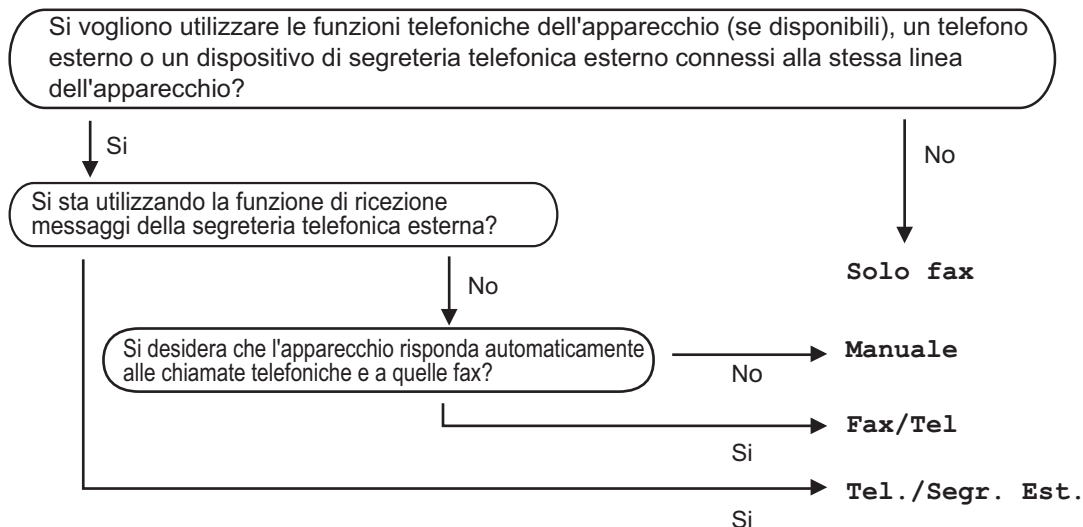 Si vogliono utilizzare le funzioni telefoniche dell'apparecchio (se disponibili), un telefono
esterno o un dispositivo di segreteria telefonica esterno connessi alla stessa linea
dell'apparecchio?
Si
No
Si sta utilizzando la funzione di ricezione
messaggi della segreteria telefonica esterna?
Solo fax
No
Si desidera che l'apparecchio risponda automaticamente
alle chiamate telefoniche e a quelle fax?
No
Manuale
Si
Fax/Tel
Si
Tel./Segr. Est.